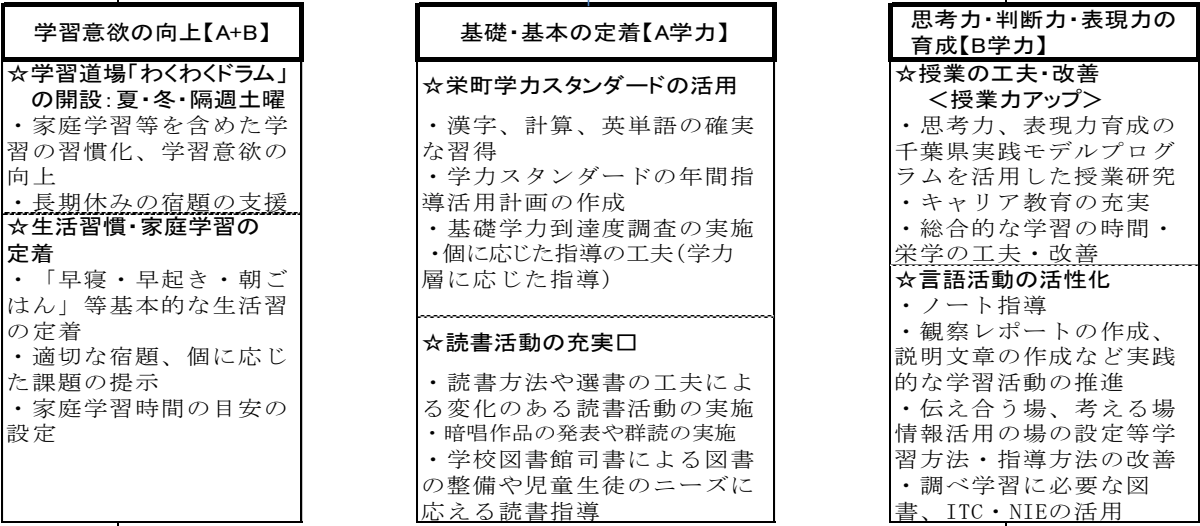 学習意欲の向上【A+B】
☆学習道場「わくわくドラム」
の開設：夏・冬・隔週土曜
・家庭学習等を含めた学
習の習慣化、学習意欲の
向上
・長期休みの宿題の支援
☆生活習慣・家庭学習の
定着
・「早寝・早起き・朝ご
はん」等基本的な生活習
の定着
・適切な宿題、個に応じ
た課題の提示
・家庭学習時間の目安の
設定
基礎・基本の定着【A学力】
☆栄町学力スタンダードの活用
・漢字、計算、英単語の確実
な習得
・学力スタンダードの年間指
導活用計画の作成
・基礎学力到達度調査の実施
・個に応じた指導の工夫(学力
層に応じた指導)
☆読書活動の充実□
・読書方法や選書の工夫によ
る変化のある読書活動の実施
・暗唱作品の発表や群読の実施
・学校図書館司書による図書
の整備や児童生徒のニーズに
応える読書指導
思考力・判断力・表現力の
育成【B学力】
☆授業の工夫・改善
＜授業力アップ＞
・思考力、表現力育成の
千葉県実践モデルプログ
ラムを活用した授業研究
・キャリア教育の充実
・総合的な学習の時間・
栄学の工夫・改善
☆言語活動の活性化
・ノート指導
・観察レポートの作成、
説明文章の作成など実践
的な学習活動の推進
・伝え合う場、考える場
情報活用の場の設定等学
習方法・指導方法の改善
・調べ学習に必要な図
書、ITC・NIEの活用